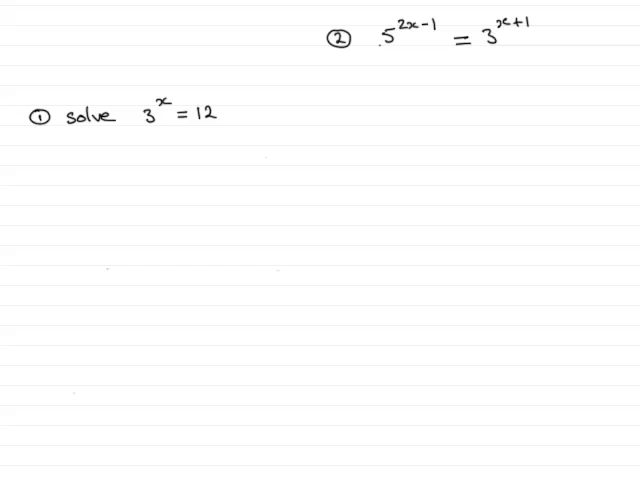 ② 5^{2x-1} = 3^{x+1}
① solve 3^x = 12